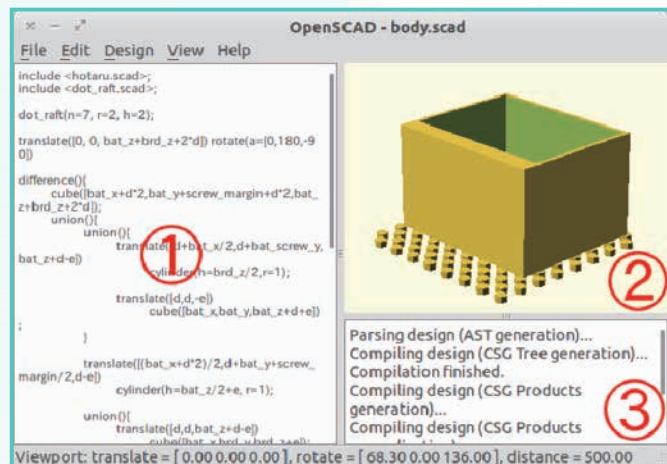 OpenSCAD - body.scad
File Edit Design View Help
include <hotaru.scad>;
include <dot_raft.scad>;
dot_raft(n=7, r=2, h=2);
translate([0, 0, bat_z+brd_z+2*d]) rotate(a=[0,180,-9
0])
difference(){
cube([bat_x+d*2,bat_y+screw_margin+d*2,bat_
z+brd_z+2*d]);
union(){
union(){
translate([d+bat_x/2,d+bat_screw_y,
bat_z+d-e])
cylinder(h=brd_z/2,r=1);
translate([d,d,-e])
cube([bat_x,bat_y,bat_z+d+e])
;
}
translate([(bat_x+d*2)/2,d+bat_y+screw_
margin/2,d-e])
cylinder(h=bat_z/2+e, r=1);
union(){
translate([d,d,bat_z+d-e])
cube([bat_x,brd_y,brd_z+e]);
①
②
Parsing design (AST generation)...
Compiling design (CSG Tree generation)...
Compilation finished.
Compiling design (CSG Products
generation)...
Compiling design (CSG Products
③
Viewport: translate = [ 0.00 0.00 0.00 ], rotate = [ 68.30 0.00 136.00 ], distance = 500.00